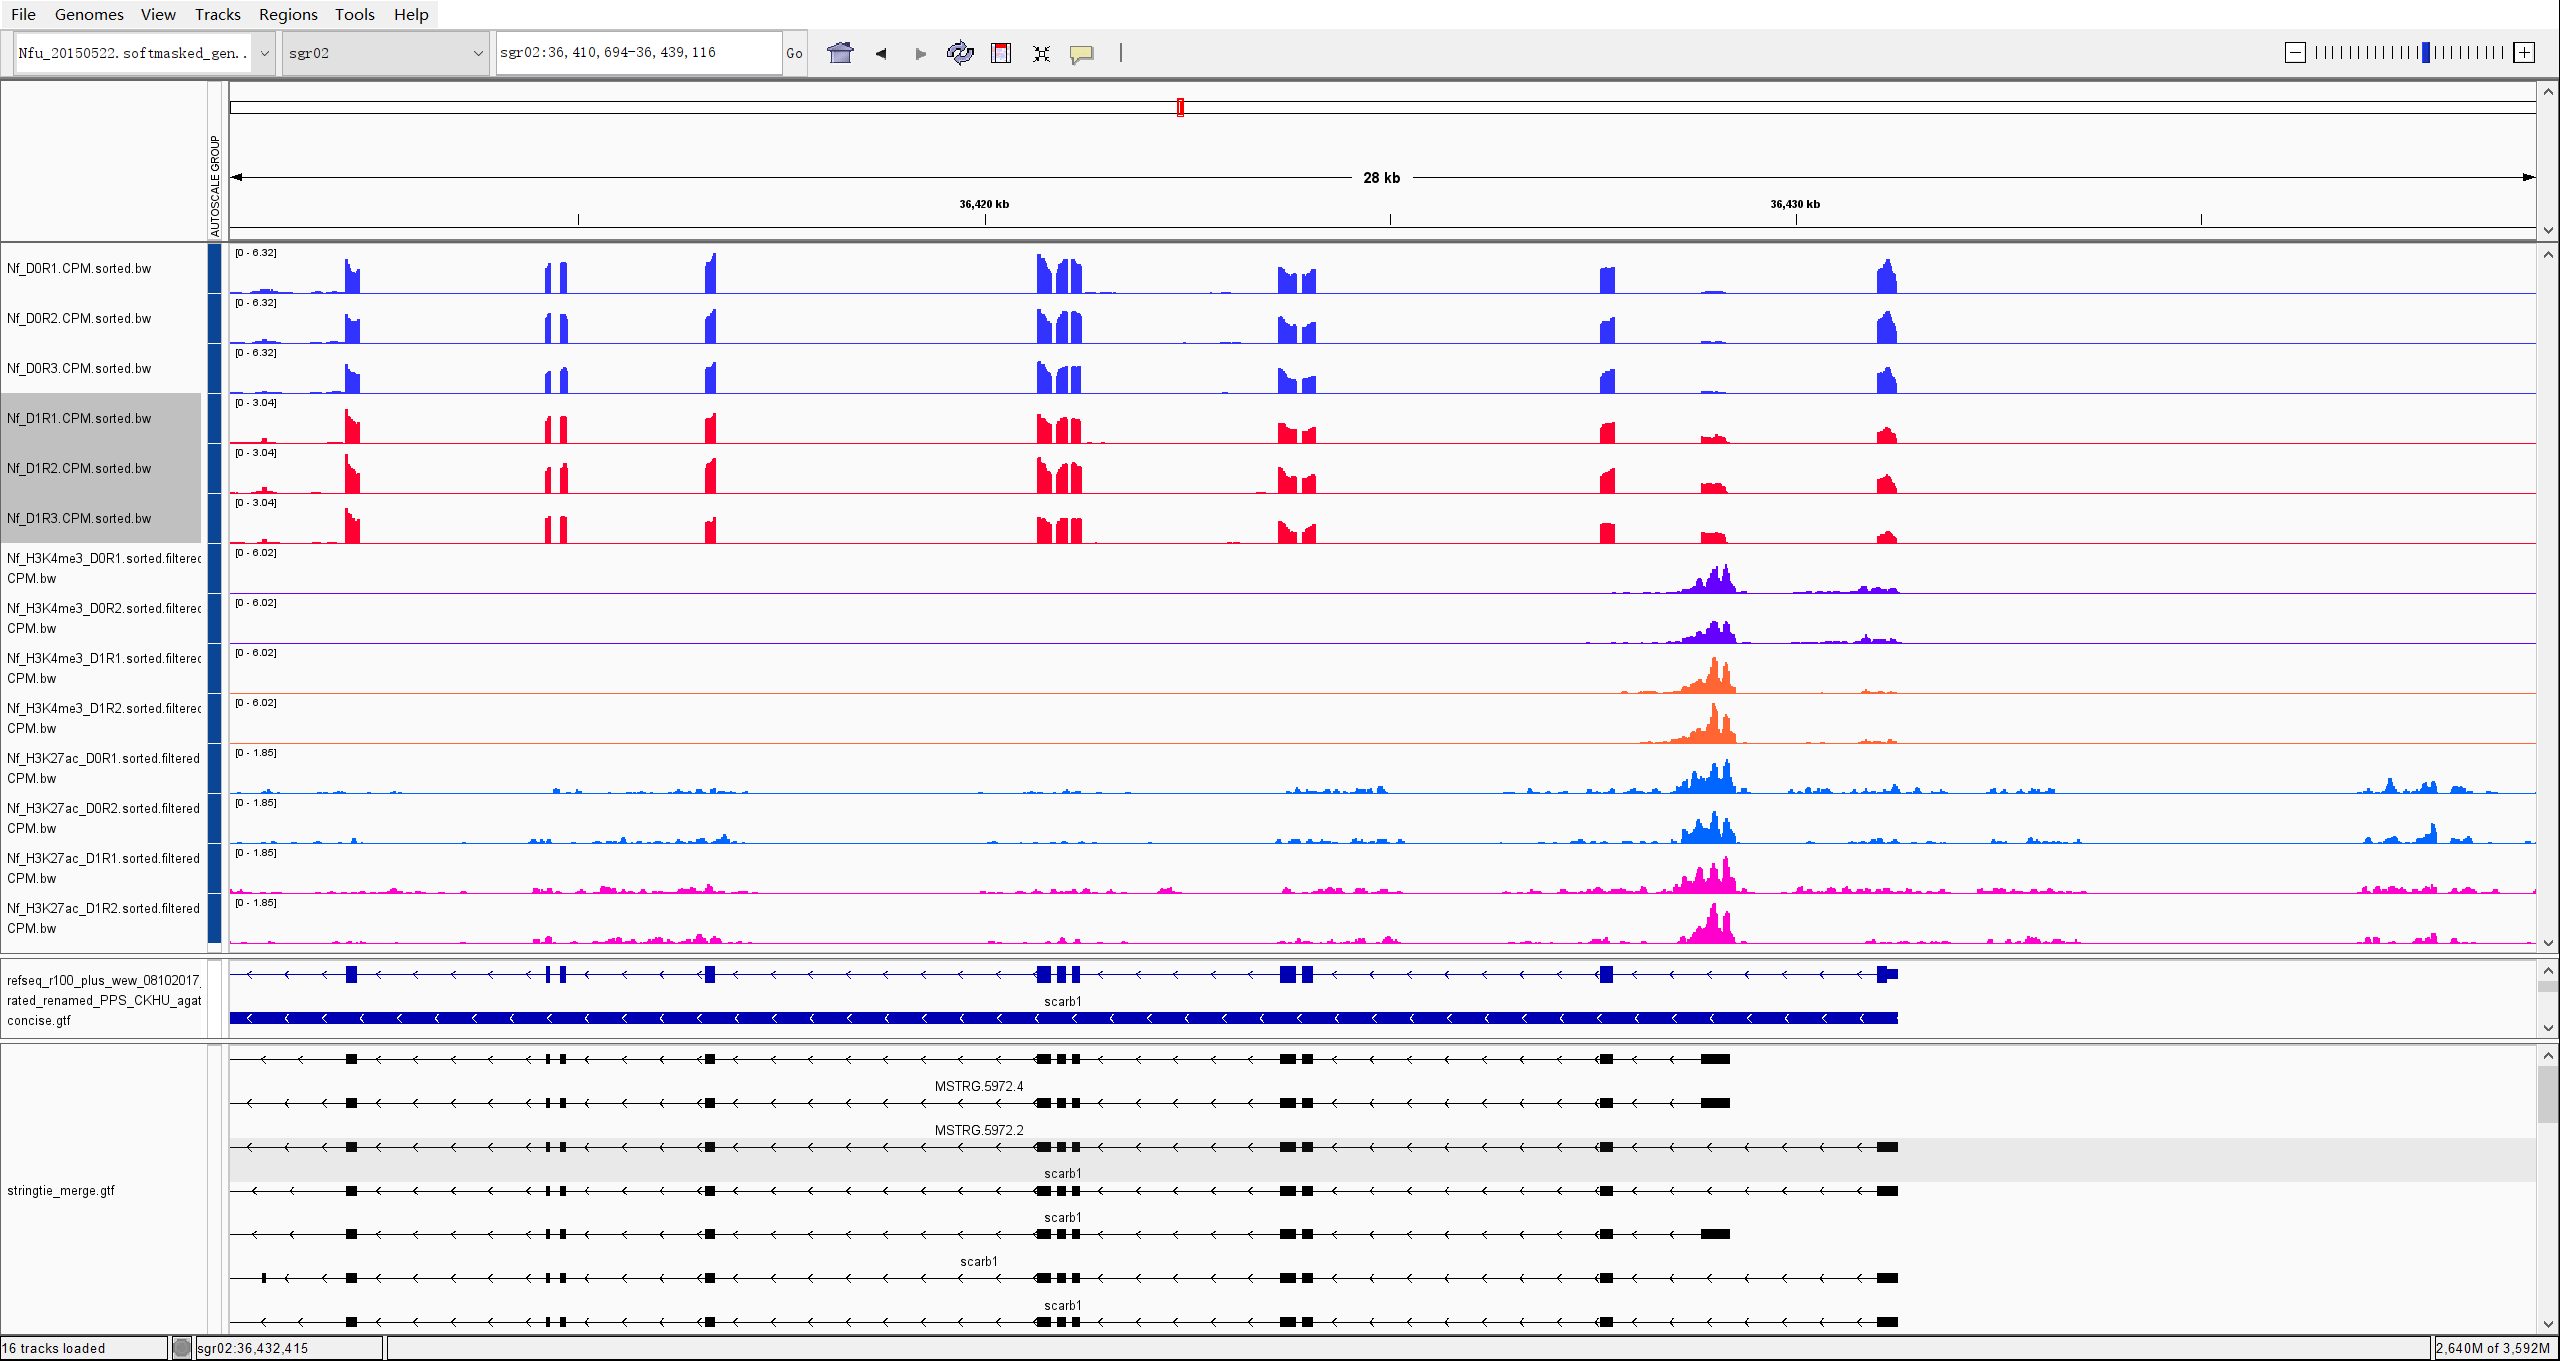 File Genomes View Tracks Regions Tools Help
Nfu_20150522.softmasked_gen.. sgr02 sgr02:36,410,694-36,439,116 Go
AUTOSCALE GROUP
28 kb
36,420 kb 36,430 kb
Nf_D0R1.CPM.sorted.bw [0 - 6.32]
Nf_D0R2.CPM.sorted.bw [0 - 6.32]
Nf_D0R3.CPM.sorted.bw [0 - 6.32]
Nf_D1R1.CPM.sorted.bw [0 - 3.04]
Nf_D1R2.CPM.sorted.bw [0 - 3.04]
Nf_D1R3.CPM.sorted.bw [0 - 3.04]
Nf_H3K4me3_D0R1.sorted.filtered [0 - 6.02]
CPM.bw
Nf_H3K4me3_D0R2.sorted.filtered [0 - 6.02]
CPM.bw
Nf_H3K4me3_D1R1.sorted.filtered [0 - 6.02]
CPM.bw
Nf_H3K4me3_D1R2.sorted.filtered [0 - 6.02]
CPM.bw
Nf_H3K27ac_D0R1.sorted.filtered [0 - 1.85]
CPM.bw
Nf_H3K27ac_D0R2.sorted.filtered [0 - 1.85]
CPM.bw
Nf_H3K27ac_D1R1.sorted.filtered [0 - 1.85]
CPM.bw
Nf_H3K27ac_D1R2.sorted.filtered [0 - 1.85]
CPM.bw
refseq_r100_plus_wew_08102017_
rated_renamed_PPS_CKHU_agat
concise.gtf
scarb1
MSTRG.5972.4
MSTRG.5972.2
scarb1
stringtie_merge.gtf
scarb1
scarb1
scarb1
16 tracks loaded sgr02:36,432,415 2,640M of 3,592M